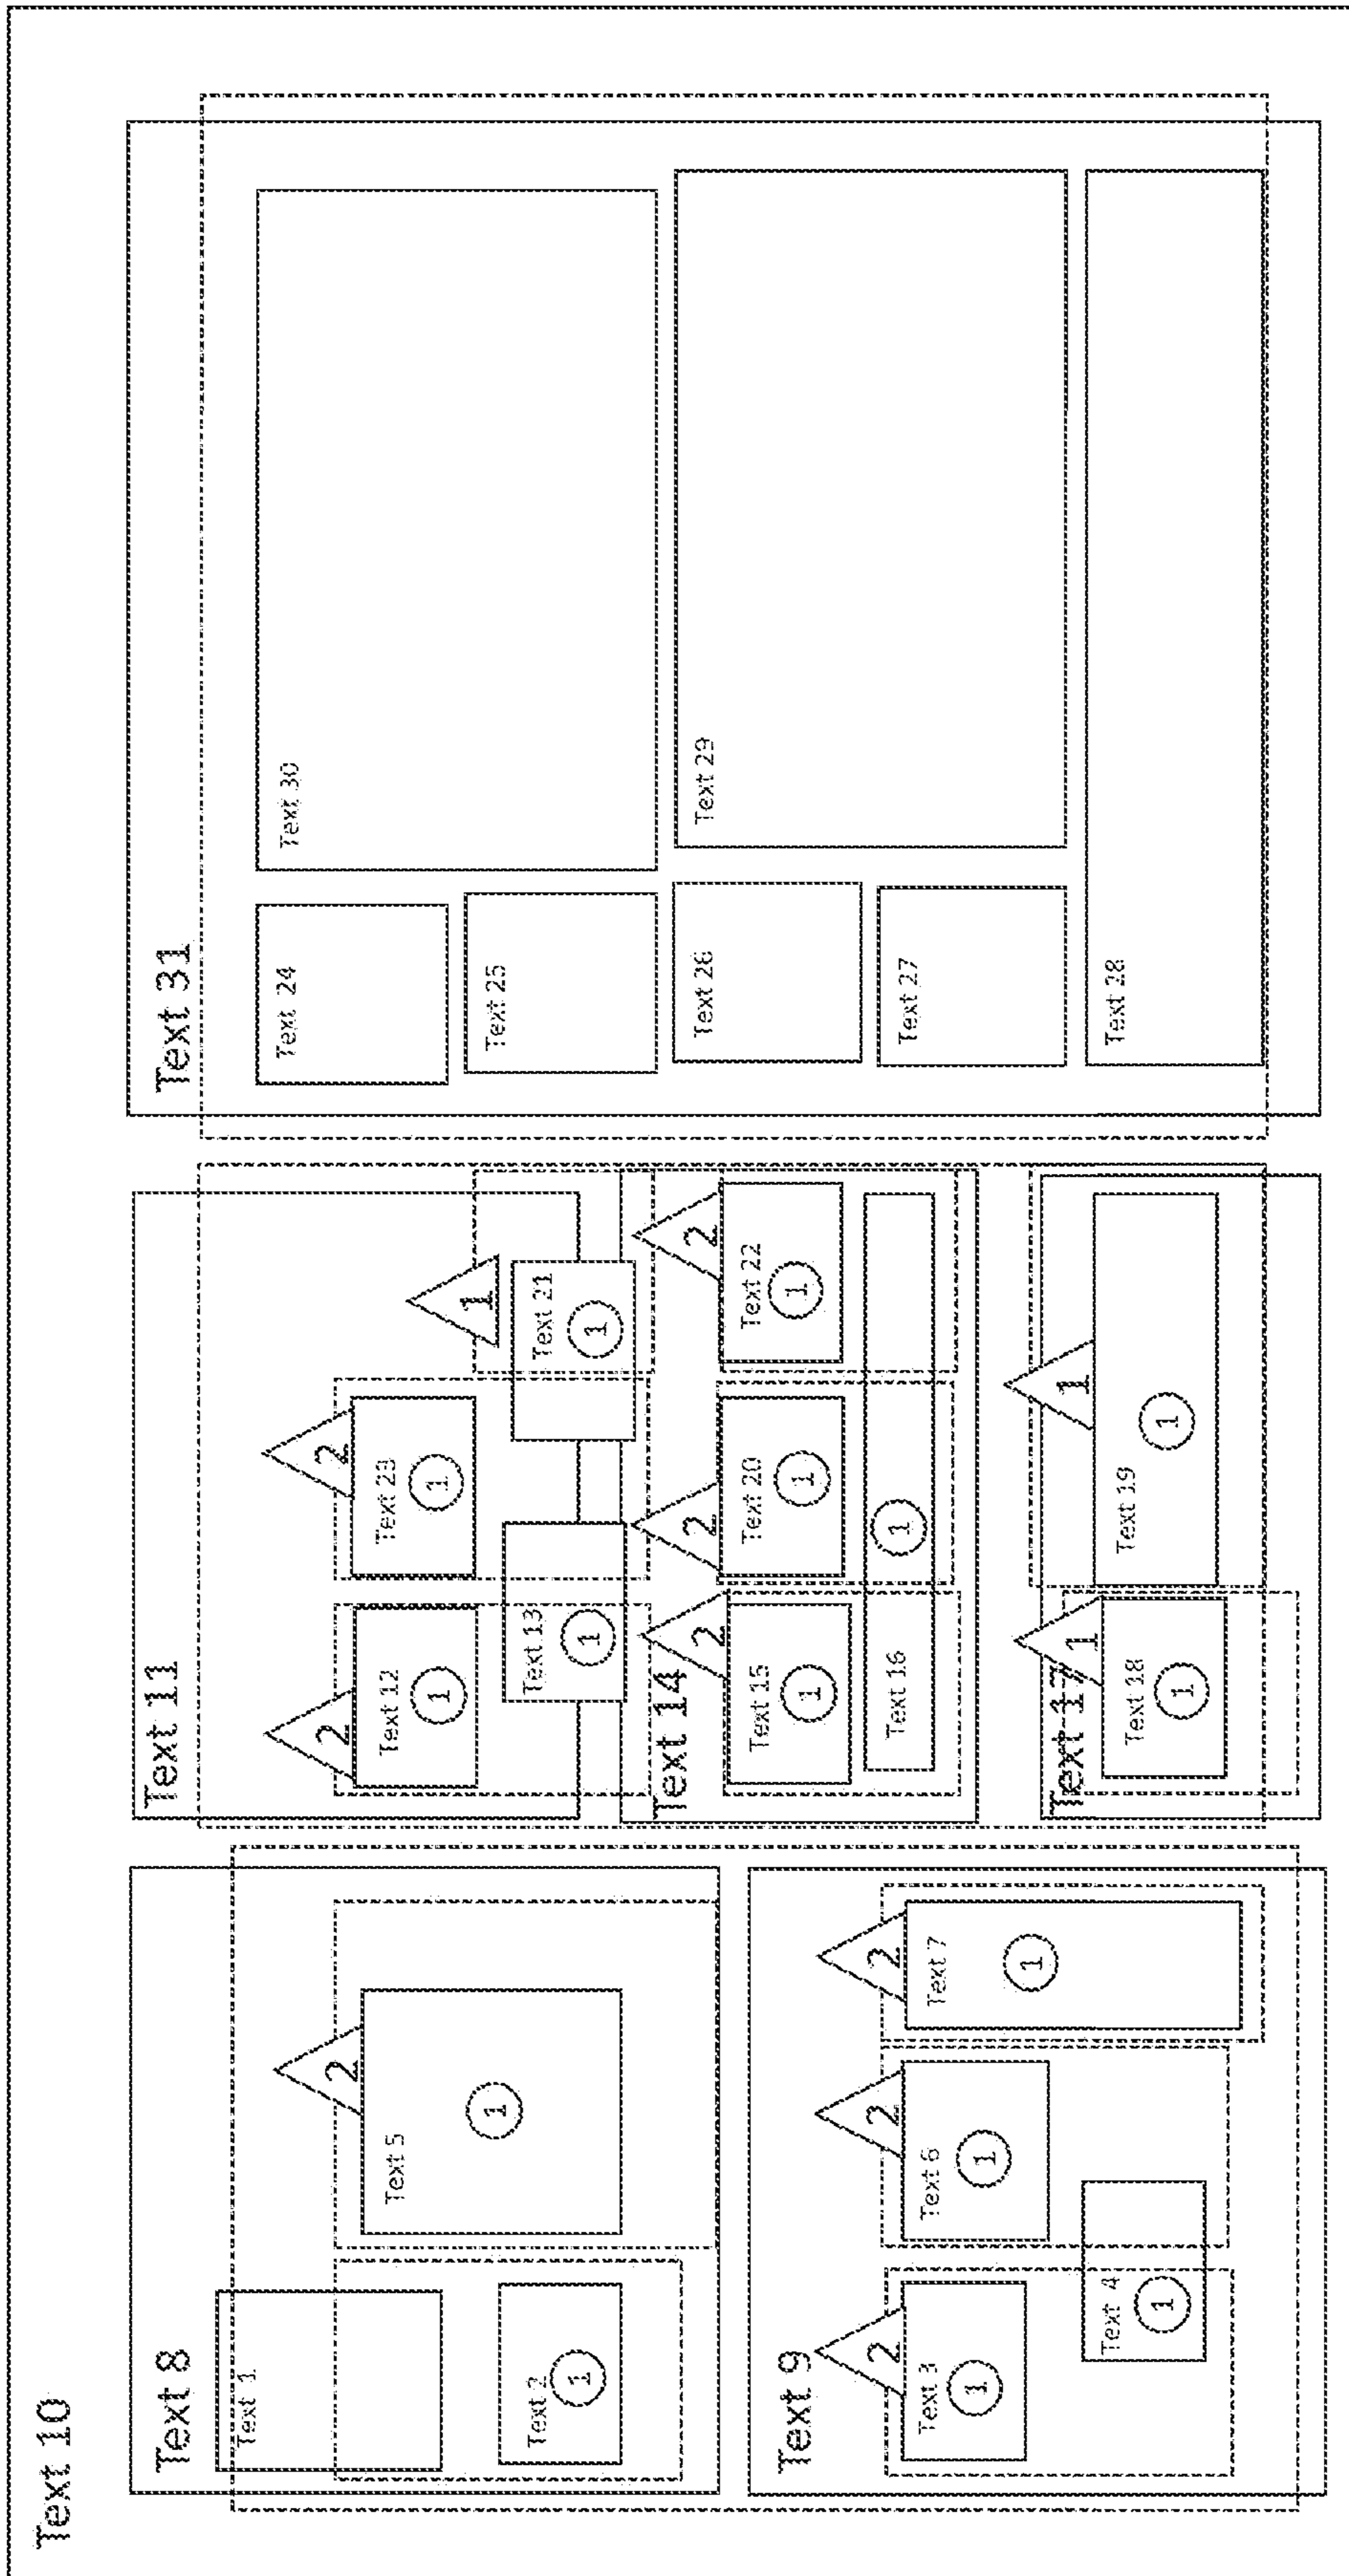 Text 10
Text 8
Text 1
2
Text 5
1
Text 2
1
Text 9
2
Text 3
1
Text 4
1
2
Text 6
1
2
Text 7
1
Text 11
2
Text 12
1
2
Text 23
1
Text 13
1
1
Text 21
1
Text 14
2
Text 15
1
2
Text 20
1
2
Text 22
1
Text 16
1
Text 17
1
Text 18
1
1
Text 19
1
Text 31
Text 24
Text 30
Text 25
Text 26
Text 29
Text 27
Text 28